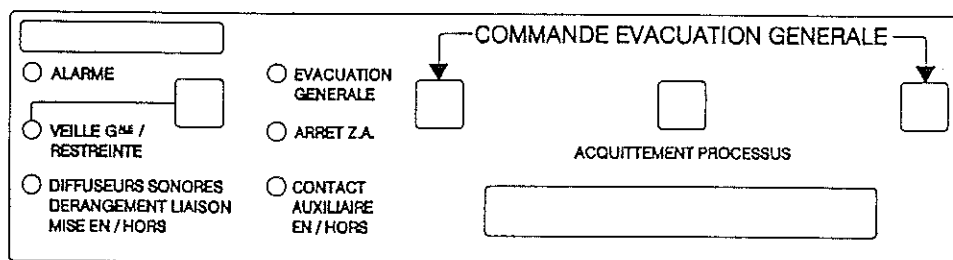 COMMANDE EVACUATION GENERALE
ALARME
VEILLE Gale /
RESTREINTE
DIFFUSEURS SONORES
DERANGEMENT LIAISON
MISE EN / HORS
EVACUATION
GENERALE
ARRET Z.A.
CONTACT
AUXILIAIRE
EN / HORS
ACQUITTEMENT PROCESSUS